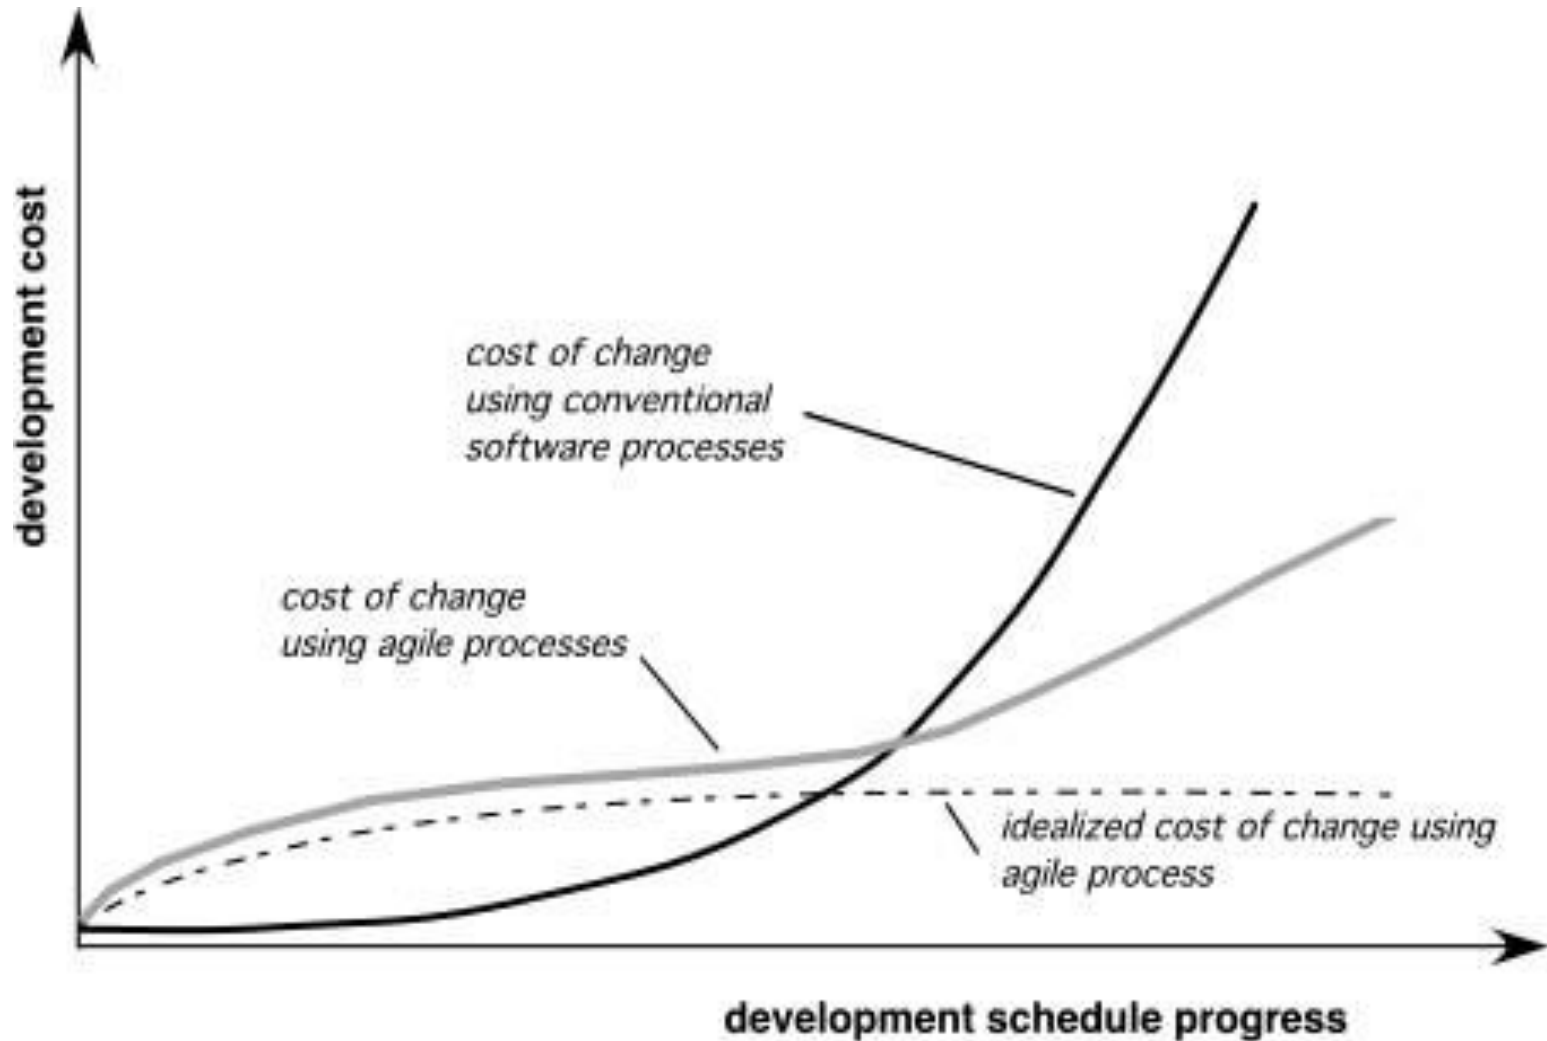 development cost
cost of change
using conventional
software processes
cost of change
using agile processes
idealized cost of change using
agile process
development schedule progress